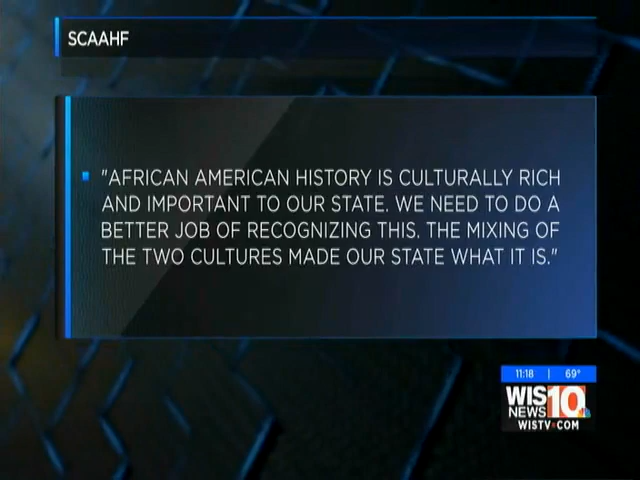 SCAAHF
"AFRICAN AMERICAN HISTORY IS CULTURALLY RICH
AND IMPORTANT TO OUR STATE. WE NEED TO DO A
BETTER JOB OF RECOGNIZING THIS. THE MIXING OF
THE TWO CULTURES MADE OUR STATE WHAT IT IS."
11:18 | 69°
WIS
NEWS 10
WISTV.COM